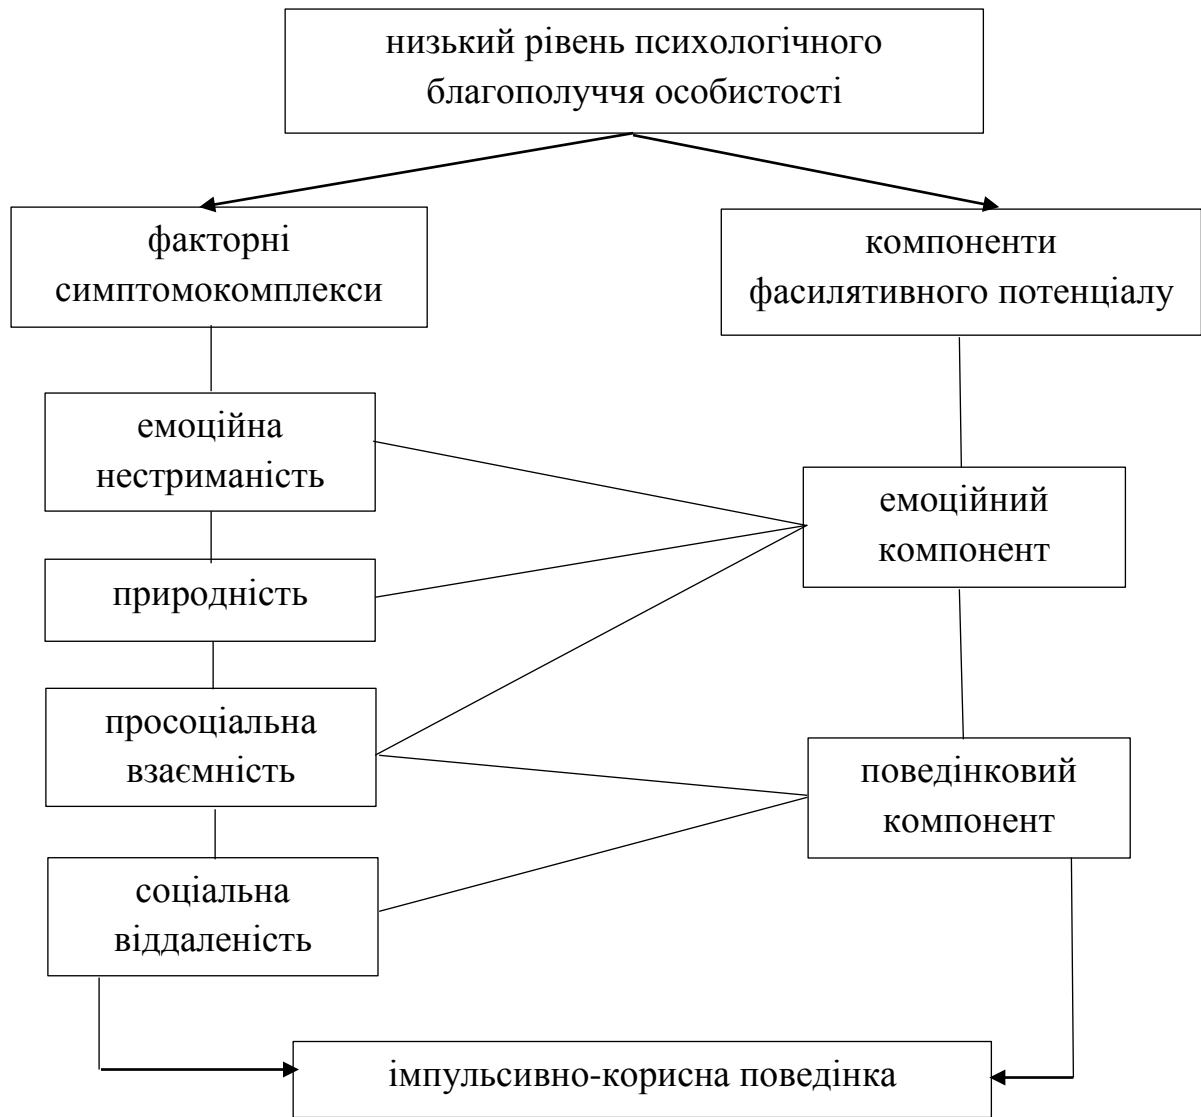 низький рівень психологічного
благополуччя особистості
факторні
симптомокомплекси
компоненти
фасилятивного потенціалу
емоційна
нестриманість
емоційний
компонент
природність
просоціальна
взаємність
поведінковий
компонент
соціальна
віддаленість
імпульсивно-корисна поведінка